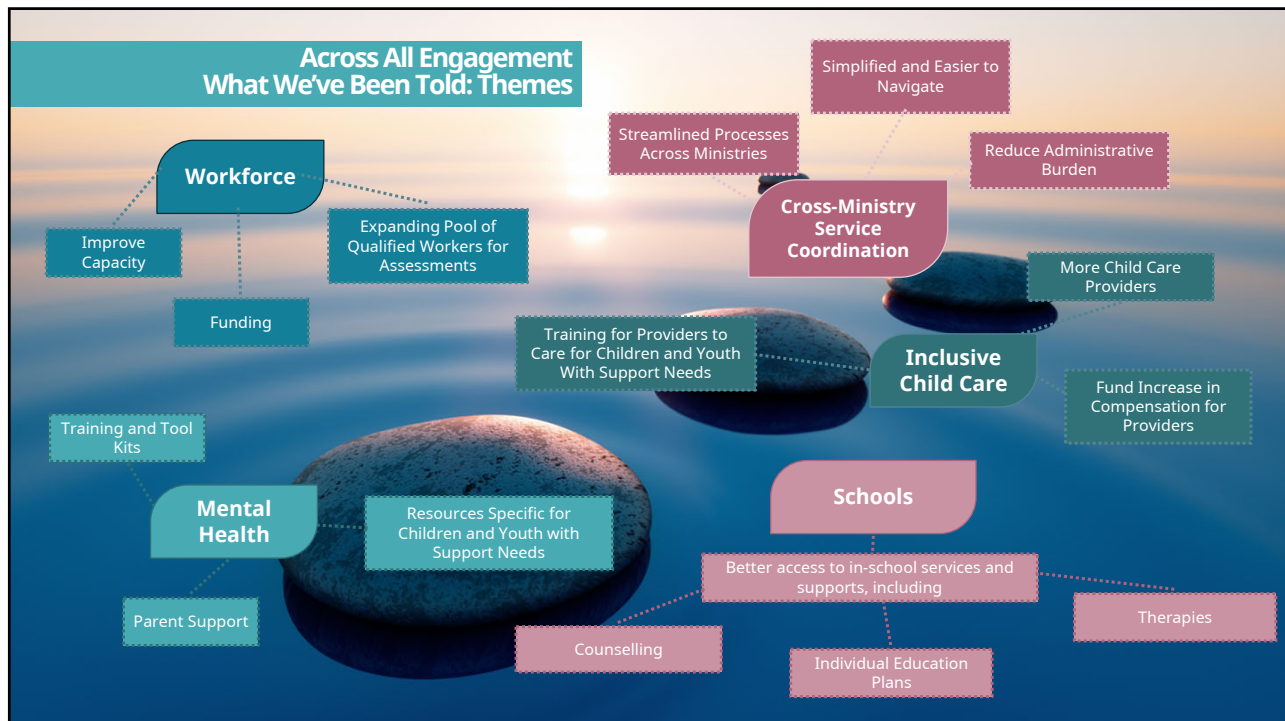 Across All Engagement
What We've Been Told: Themes
Workforce
Improve
Capacity
Funding
Expanding Pool of
Qualified Workers for
Assessments
Simplified and Easier to
Navigate
Streamlined Processes
Across Ministries
Reduce Administrative
Burden
Cross-Ministry
Service
Coordination
More Child Care
Providers
Training for Providers to
Care for Children and Youth
With Support Needs
Inclusive
Child Care
Fund Increase in
Compensation for
Providers
Training and Tool
Kits
Mental
Health
Resources Specific for
Children and Youth with
Support Needs
Parent Support
Schools
Better access to in-school services and
supports, including
Counselling
Individual Education
Plans
Therapies